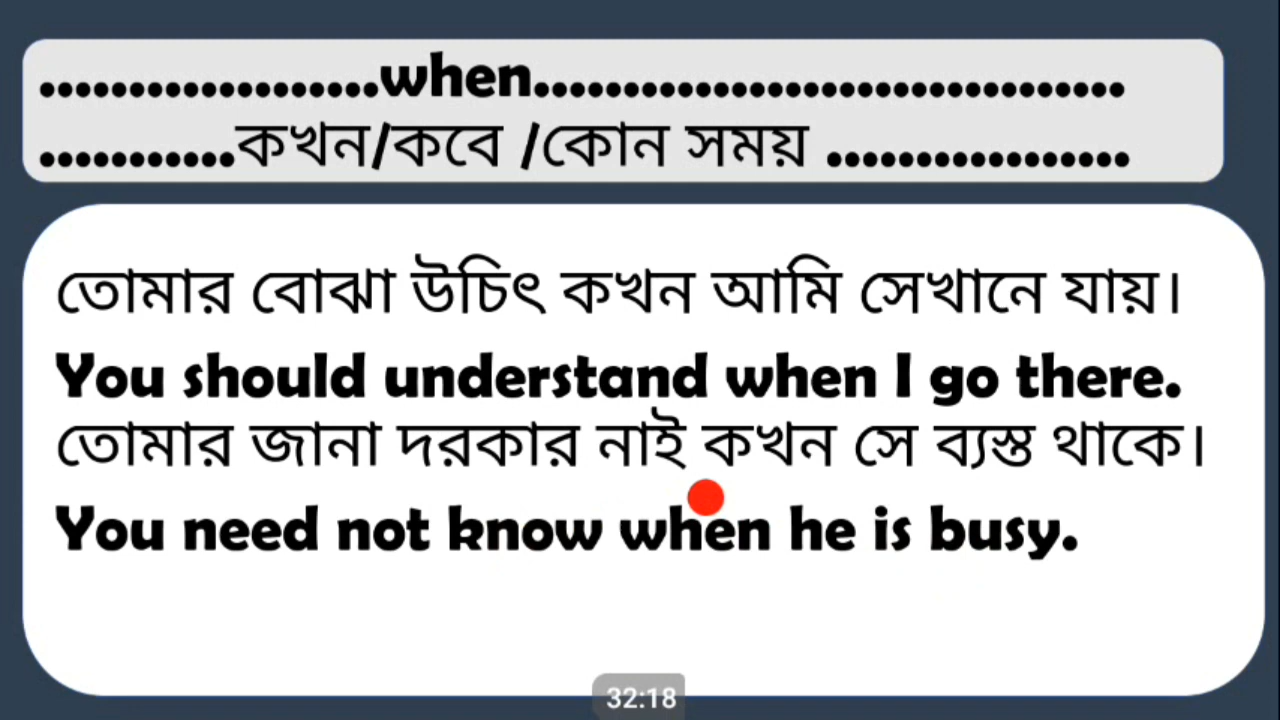 ...................when.................................
...........কখন/কবে /কোন সময় .................
তোমার বোঝা উচিৎ কখন আমি সেখানে যায়।
You should understand when I go there.
তোমার জানা দরকার নাই কখন সে ব্যস্ত থাকে।
You need not know when he is busy.
32:18